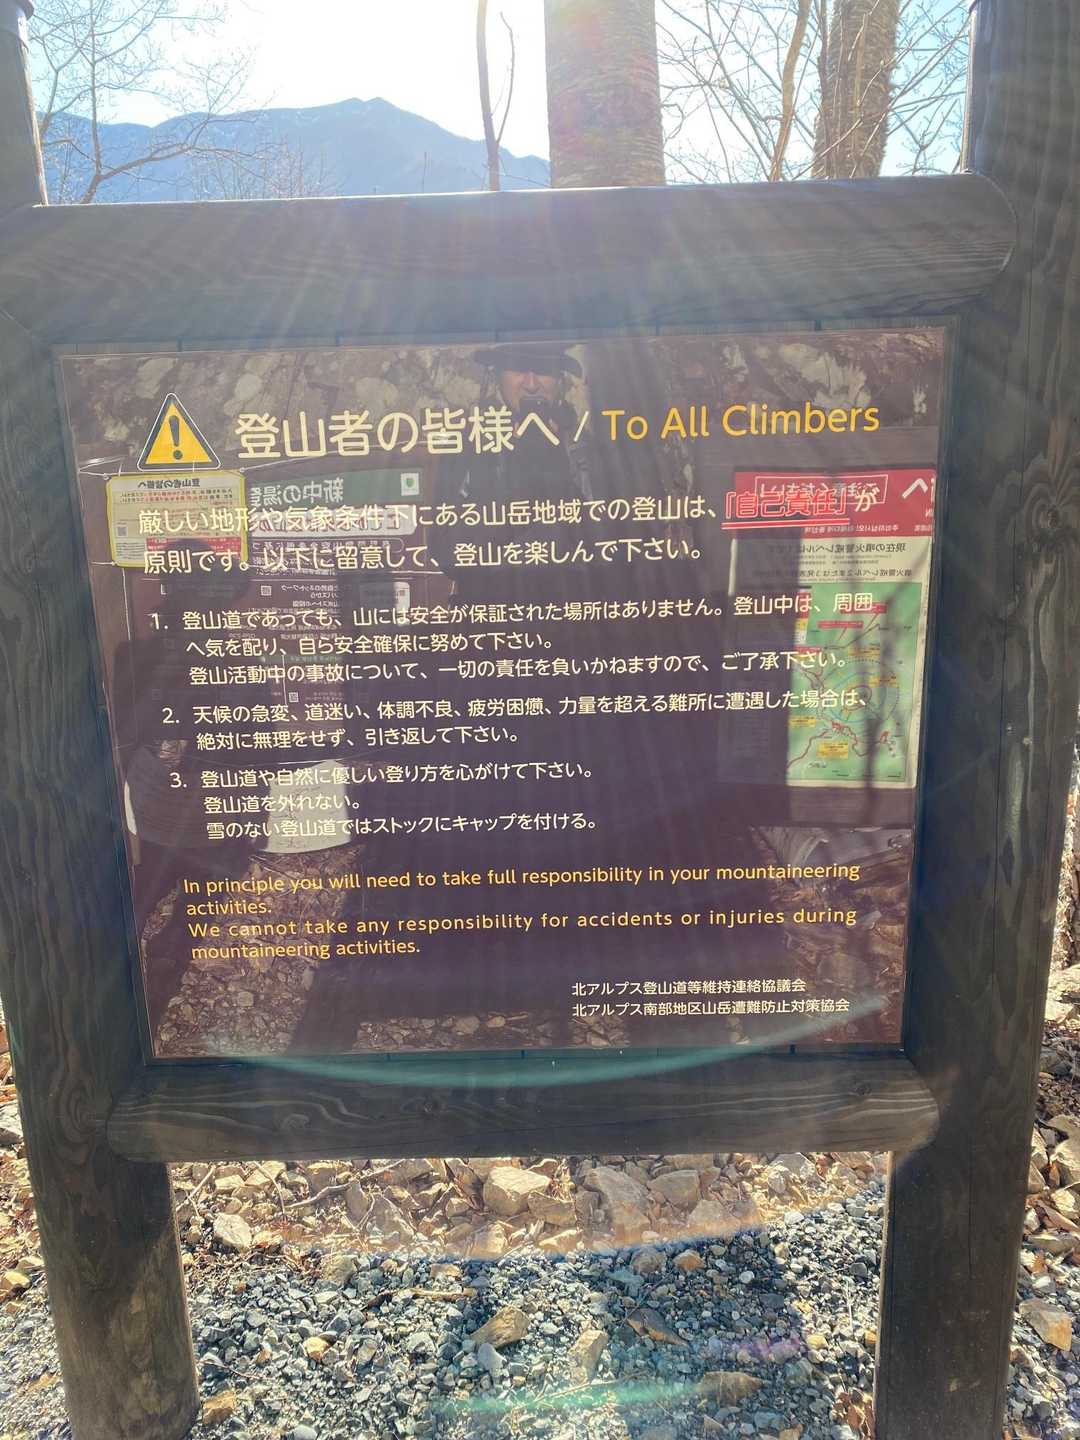 登山者の皆様へ / To All Climbers
厳しい地形や気象条件下にある山岳地域での登山は、「自己責任」が
原則です。以下に留意して、登山を楽しんで下さい。
1. 登山道であっても、山には安全が保証された場所はありません。登山中は、周囲
へ気を配り、自ら安全確保に努めて下さい。
登山活動中の事故について、一切の責任を負いかねますので、ご了承下さい。
2. 天候の急変、道迷い、体調不良、疲労困憊、力量を超える難所に遭遇した場合は、
絶対に無理をせず、引き返して下さい。
3. 登山道や自然に優しい登り方を心がけて下さい。
登山道を外れない。
雪のない登山道ではストックにキャップを付ける。
In principle you will need to take full responsibility in your mountaineering
activities.
We cannot take any responsibility for accidents or injuries during
mountaineering activities.
北アルプス登山道等維持連絡協議会
北アルプス南部地区山岳遭難防止対策協会